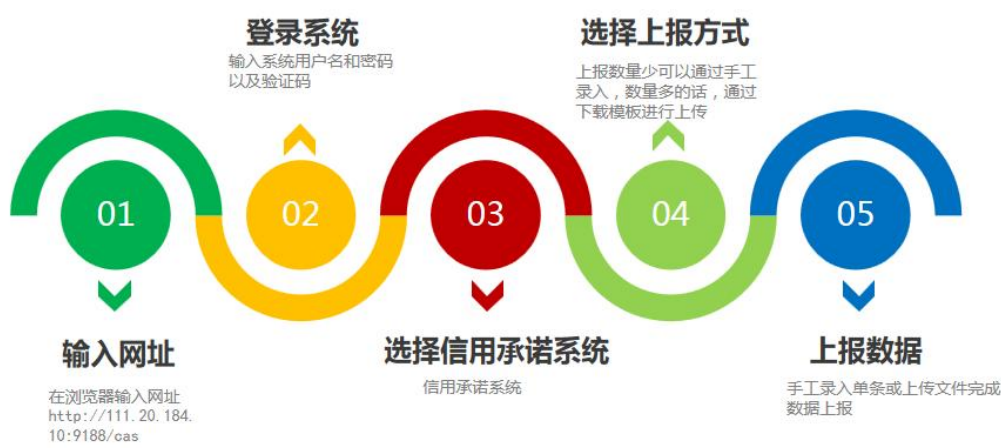 01
输入网址
在浏览器输入网址
http://111.20.184.
10:9188/cas
登录系统
输入系统用户名和密码
以及验证码
02
03
选择信用承诺系统
信用承诺系统
选择上报方式
上报数量少可以通过手工
录入，数量多的话，通过
下载模板进行上传
04
05
上报数据
手工录入单条或上传文件完成
数据上报